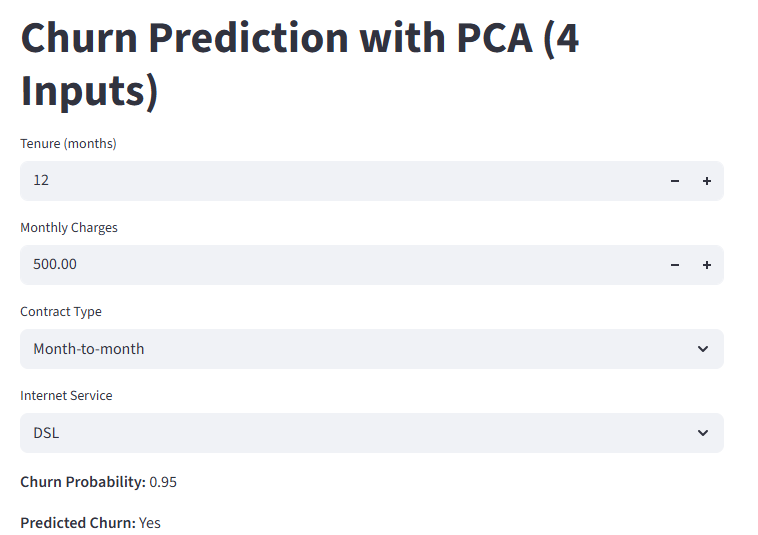 Churn Prediction with PCA (4
Inputs)
Tenure (months)
12
Monthly Charges
500.00
Contract Type
Month-to-month
Internet Service
DSL
Churn Probability: 0.95
Predicted Churn: Yes